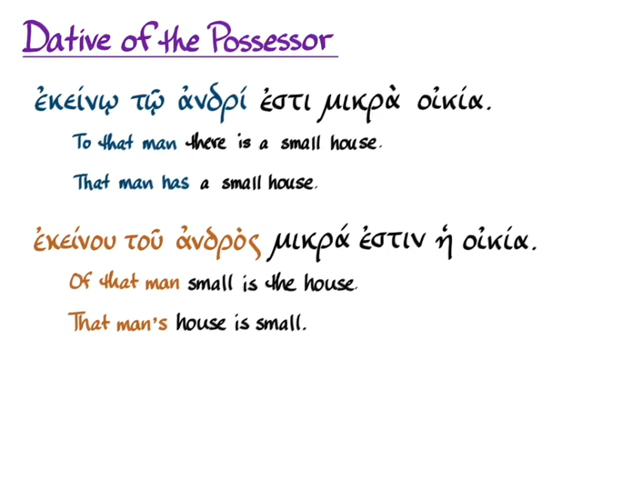 Dative of the Possessor
ἐκείνῳ τῷ ἀνδρί ἐστι μικρὰ οἰκία.
To that man there is a small house.
That man has a small house.
ἐκείνου τοῦ ἀνδρὸς μικρά ἐστιν ἡ οἰκία.
Of that man small is the house.
That man's house is small.